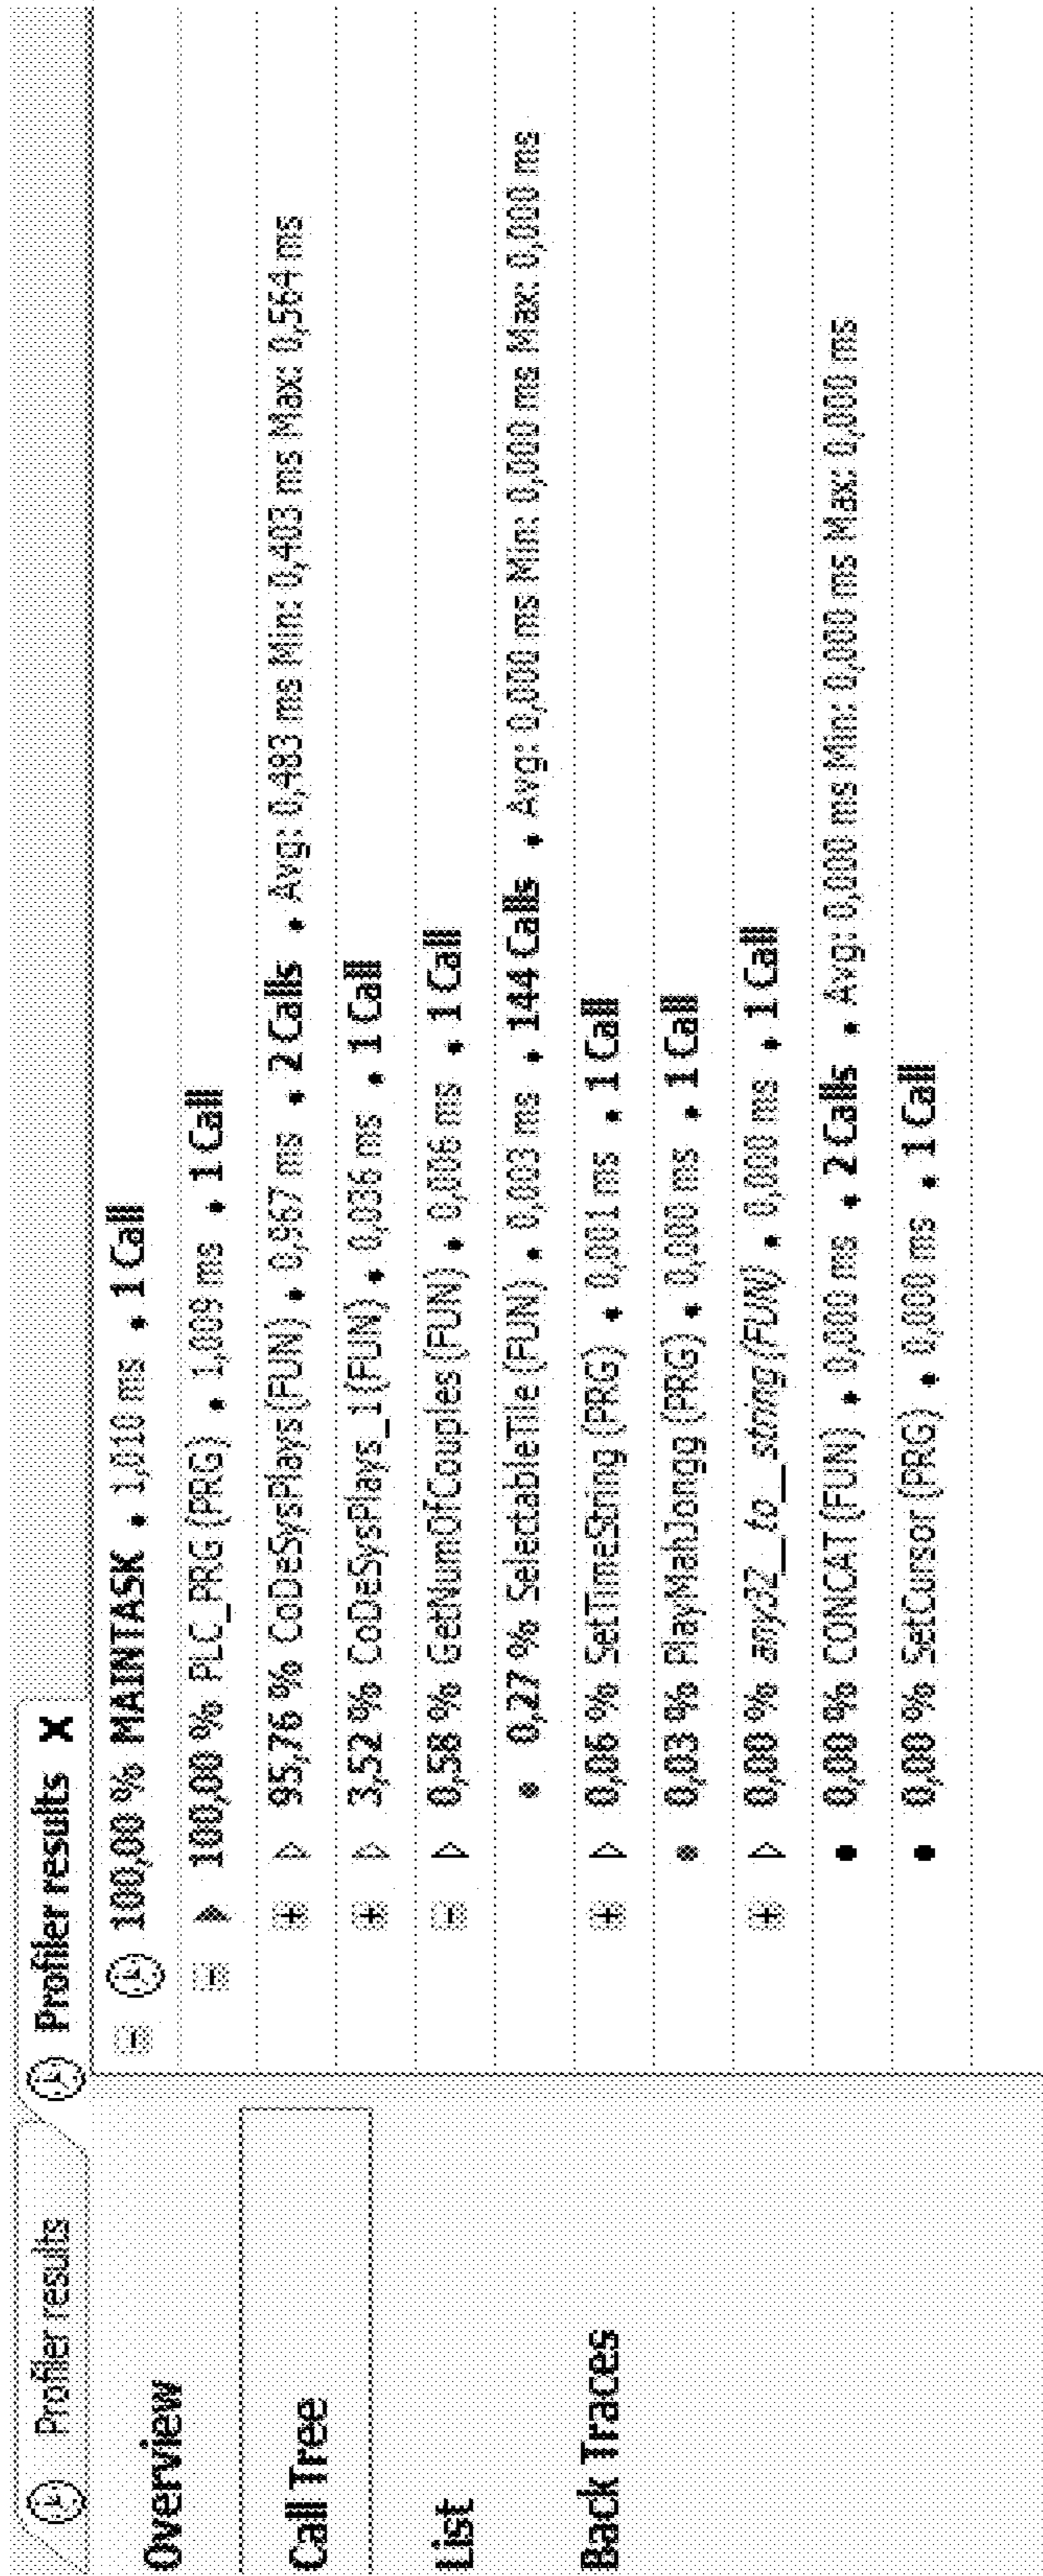 Profiler results
Profiler results X
Overview
Call Tree
List
Back Traces
100,00 % MAINTASK • 1,010 ms • 1 Call
100,00 % PLC_PRG (PRG) • 1,009 ms • 1 Call
95,76 % CoDeSysPlays (FUN) • 0,967 ms • 2 Calls • Avg: 0,483 ms Min: 0,403 ms Max: 0,564 ms
3,52 % CoDeSysPlays_1 (FUN) • 0,036 ms • 1 Call
0,58 % GetNumOfCouples (FUN) • 0,006 ms • 1 Call
0,27 % SelectableTile (FUN) • 0,003 ms • 144 Calls • Avg: 0,000 ms Min: 0,000 ms Max: 0,000 ms
0,06 % SetTimeString (PRG) • 0,001 ms • 1 Call
0,03 % PlayMahJongg (PRG) • 0,000 ms • 1 Call
0,00 % any32__to__string (FUN) • 0,000 ms • 1 Call
0,00 % CONCAT (FUN) • 0,000 ms • 2 Calls • Avg: 0,000 ms Min: 0,000 ms Max: 0,000 ms
0,00 % SetCursor (PRG) • 0,000 ms • 1 Call